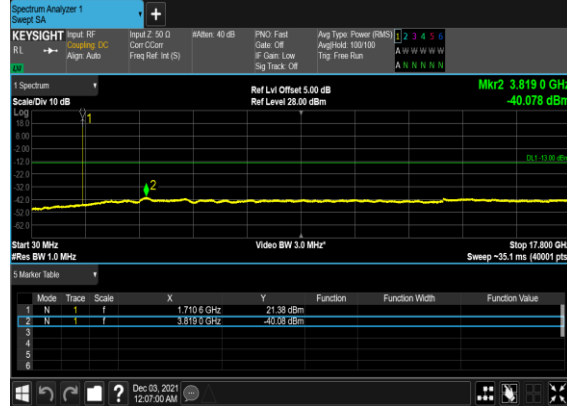 Spectrum Analyzer 1
Swept SA
+
KEYSIGHT
RL
Input: RF
Coupling: DC
Align: Auto
Input Z: 50 Ω
Corr CCorr
Freq Ref: Int (S)
#Atten: 40 dB
PNO: Fast
Gate: Off
IF Gain: Low
Sig Track: Off
Avg Type: Power (RMS)
Avg|Hold: 100/100
Trig: Free Run
1 2 3 4 5 6
A W W W W W
A N N N N N
1 Spectrum
Scale/Div 10 dB
Ref Lvl Offset 5.00 dB
Ref Level 28.00 dBm
Mkr2 3.819 0 GHz
-40.078 dBm
Log
18.0
8.00
-2.00
-12.0
-22.0
-32.0
-42.0
-52.0
-62.0
1
2
DL1 -13.00 dBm
Start 30 MHz
#Res BW 1.0 MHz
Video BW 3.0 MHz*
Stop 17.800 GHz
Sweep ~35.1 ms (40001 pts)
5 Marker Table
Mode Trace Scale X Y Function Function Width Function Value
1 N 1 f 1.710 6 GHz 21.38 dBm
2 N 1 f 3.819 0 GHz -40.08 dBm
3
4
5
6
?
Dec 03, 2021
12:07:00 AM